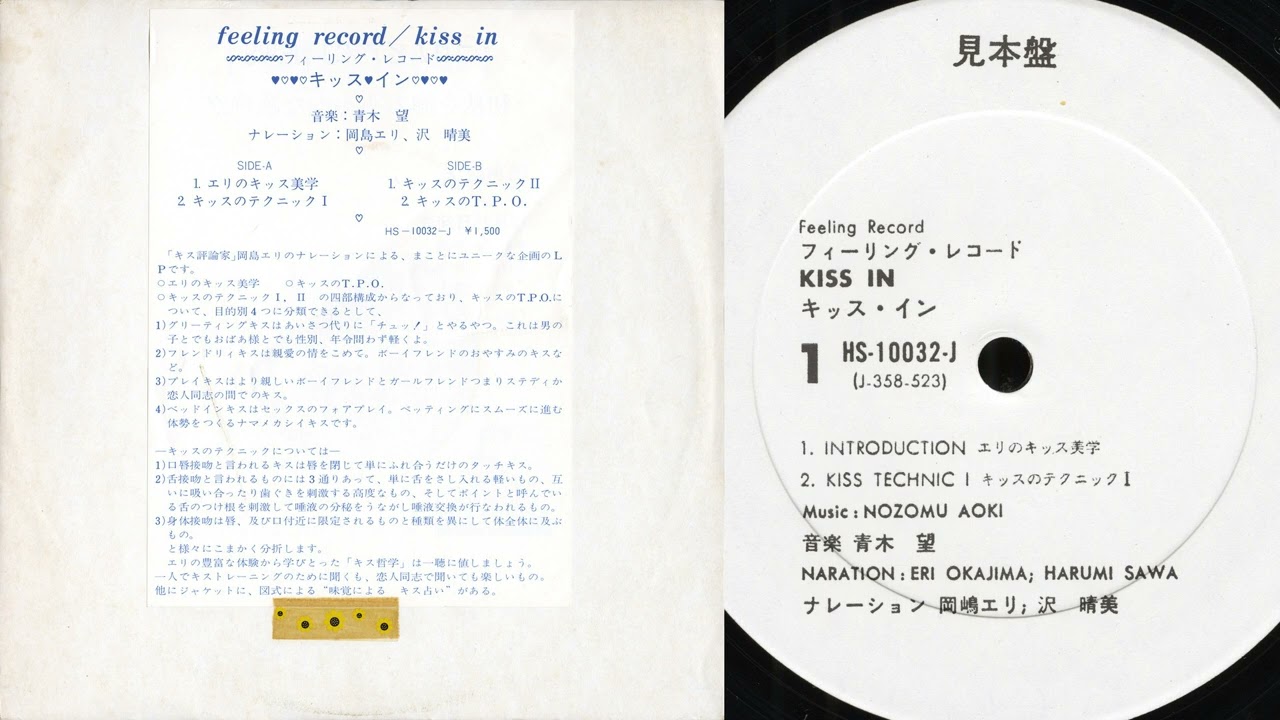 feeling record／kiss in
フィーリング・レコード
♥♡♥♡キッス♥イン♡♥♡♥
♡
音楽：青木　望
ナレーション：岡島エリ、沢　晴美
♡
SIDE-A
1. エリのキッス美学
2. キッスのテクニックⅠ
SIDE-B
1. キッスのテクニックⅡ
2. キッスのT.P.O.
♡
HS－10032－J　￥1,500
「キス評論家」岡島エリのナレーションによる、まことにユニークな企画のL
Pです。
○エリのキッス美学　　○キッスのT.P.O.
○キッスのテクニックⅠ，Ⅱ　の四部構成からなっており、キッスのT.P.O.に
ついて、目的別4つに分類できるとして、
1)グリーティングキスはあいさつ代りに「チュッ！」とやるやつ。これは男の
子とでもおばあ様とでも性別、年令問わず軽くよ。
2)フレンドリィキスは親愛の情をこめて。ボーイフレンドのおやすみのキスな
ど。
3)プレイキスはより親しいボーイフレンドとガールフレンドつまりステディか
恋人同志の間でのキス。
4)ベッドインキスはセックスのフォアプレイ。ペッティングにスムーズに進む
体勢をつくるナマメカシイキスです。
―キッスのテクニックについては―
1)口唇接吻と言われるキスは唇を閉じて単にふれ合うだけのタッチキス。
2)舌接吻と言われるものには3通りあって、単に舌をさし入れる軽いもの、互
いに吸い合ったり歯ぐきを刺激する高度なもの、そしてポイントと呼んでい
る舌のつけ根を刺激して唾液の分秘をうながし唾液交換が行なわれるもの。
3)身体接吻は唇、及び口付近に限定されるものと種類を異にして体全体に及ぶ
もの。
と様々にこまかく分折します。
エリの豊富な体験から学びとった「キス哲学」は一聴に値しましょう。
一人でキストレーニングのために聞くも、恋人同志で聞いても楽しいもの。
他にジャケットに、図式による“味覚による　キス占い”がある。
見本盤
Feeling Record
フィーリング・レコード
KISS IN
キッス・イン
1 HS-10032-J
(J-358-523)
1. INTRODUCTION エリのキッス美学
2. KISS TECHNIC I キッスのテクニックI
Music : NOZOMU AOKI
音楽 青木　望
NARATION : ERI OKAJIMA; HARUMI SAWA
ナレーション 岡嶋エリ; 沢　晴美